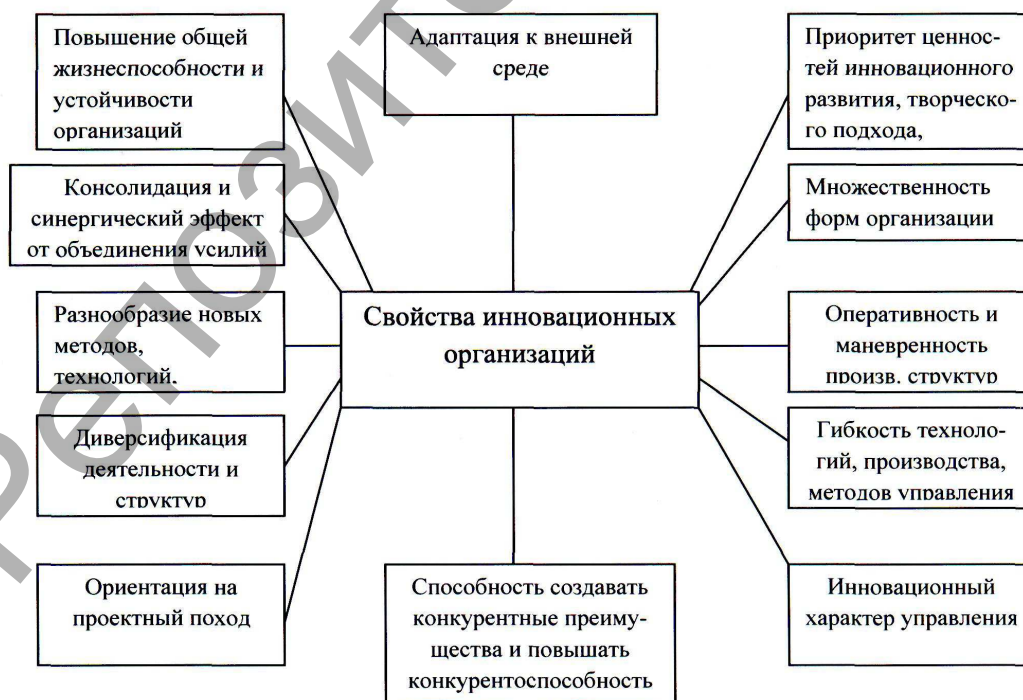 Повышение общей
жизнеспособности и
устойчивости
организаций
Адаптация к внешней
среде
Приоритет ценнос-
тей инновационного
развития, творческо-
го подхода,
Консолидация и
синергический эффект
от объединения усилий
Множественность
форм организации
Разнообразие новых
методов,
технологий,
Свойства инновационных
организаций
Оперативность и
маневренность
произв. структур
Диверсификация
деятельности и
структур
Гибкость техноло-
гий, производства,
методов управления
Ориентация на
проектный поход
Способность создавать
конкурентные преиму-
щества и повышать
конкурентоспособность
Инновационный
характер управления